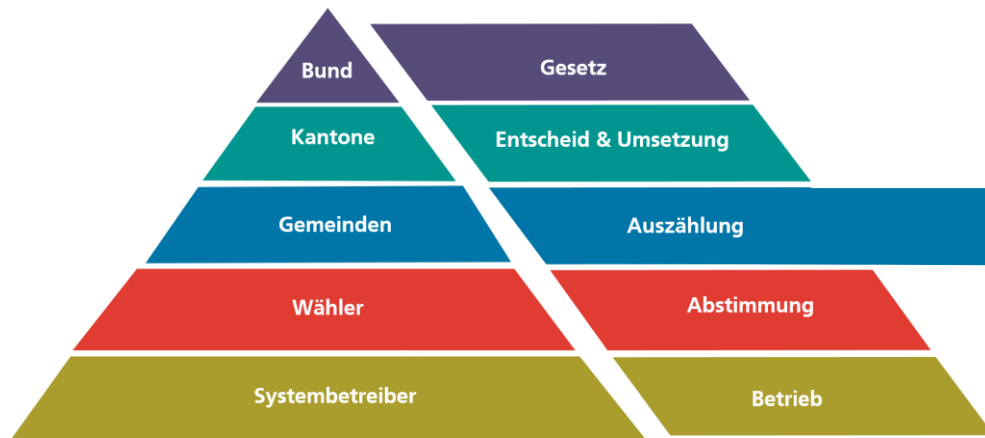 Bund
Gesetz
Kantone
Entscheid & Umsetzung
Gemeinden
Auszählung
Wähler
Abstimmung
Systembetreiber
Betrieb